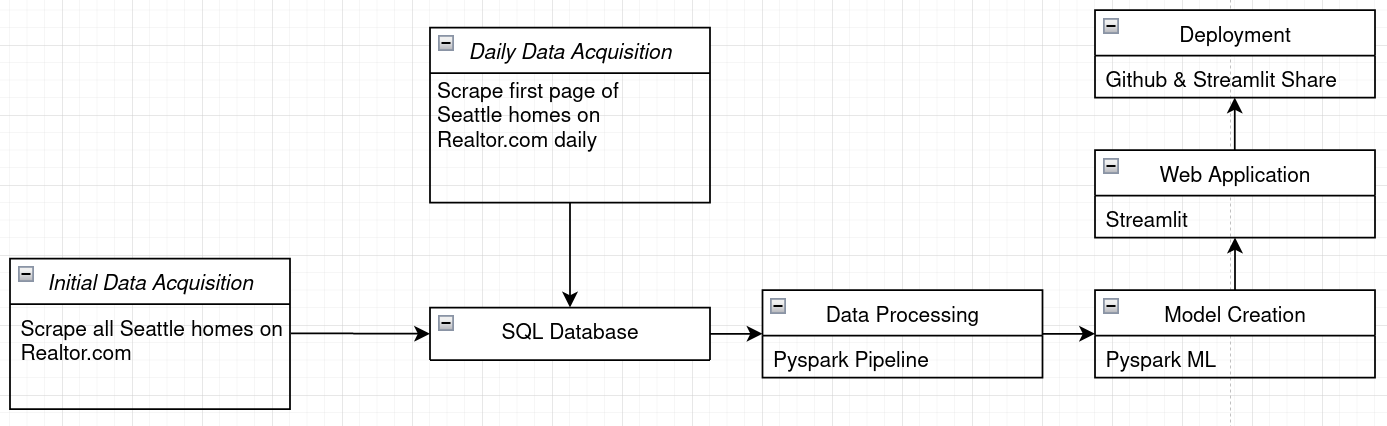 Daily Data Acquisition
Scrape first page of
Seattle homes on
Realtor.com daily
Initial Data Acquisition
Scrape all Seattle homes on
Realtor.com
SQL Database
Data Processing
Pyspark Pipeline
Model Creation
Pyspark ML
Web Application
Streamlit
Deployment
Github & Streamlit Share